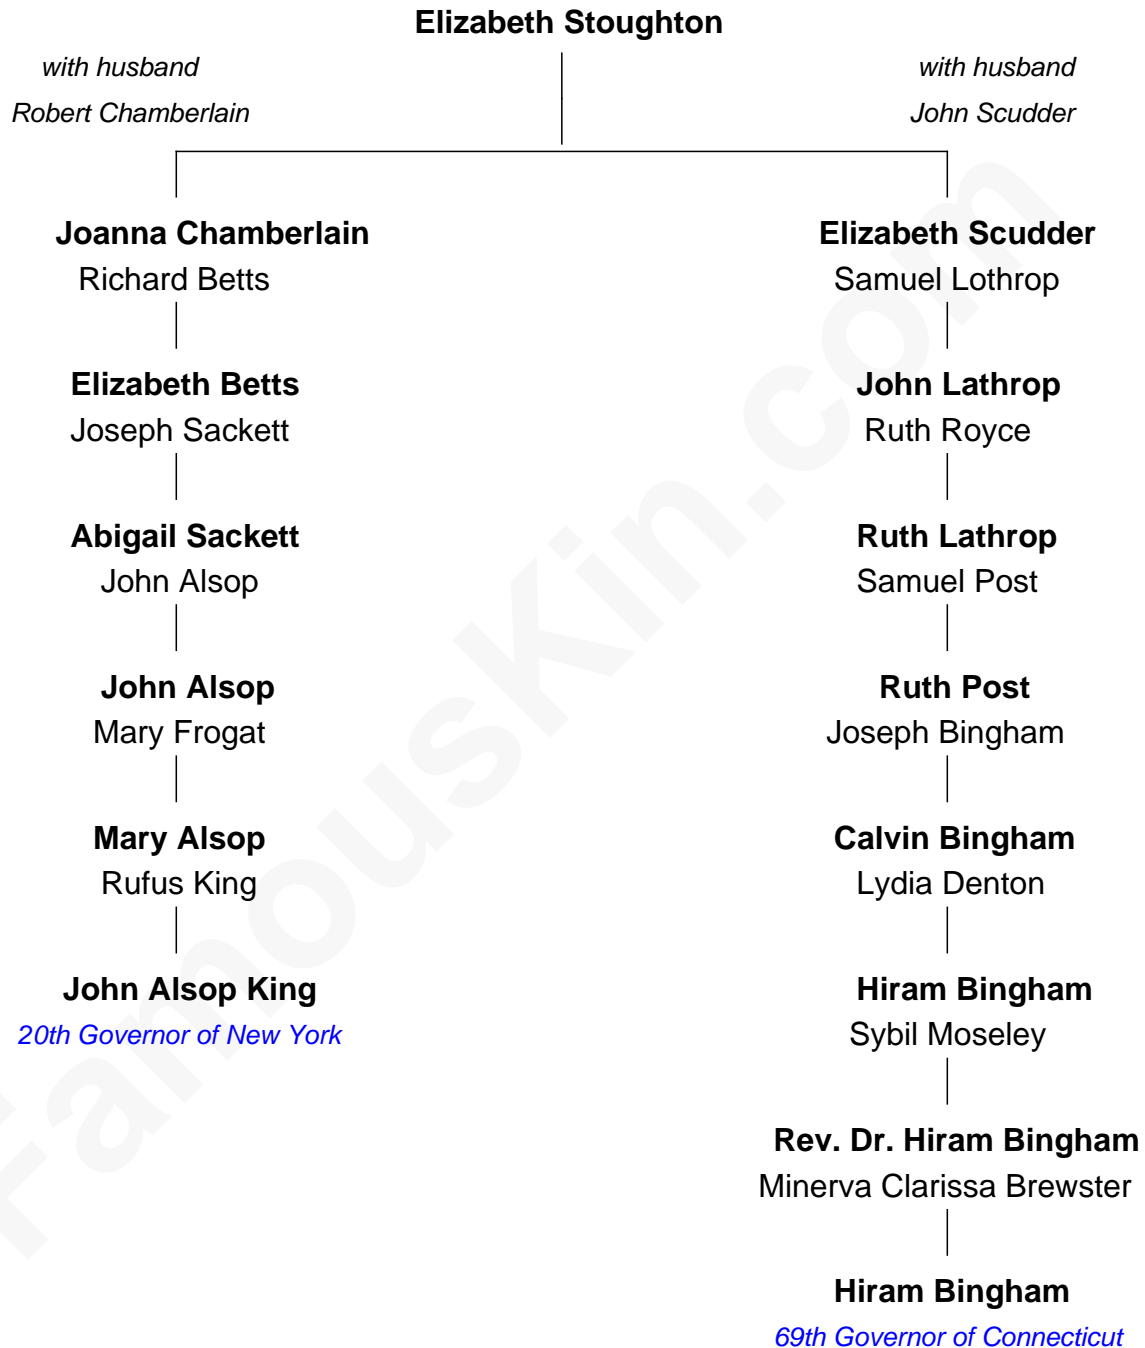 Elizabeth Stoughton
with husband
Robert Chamberlain
with husband
John Scudder
Joanna Chamberlain
Richard Betts
Elizabeth Scudder
Samuel Lothrop
Elizabeth Betts
Joseph Sackett
John Lathrop
Ruth Royce
Abigail Sackett
John Alsop
Ruth Lathrop
Samuel Post
John Alsop
Mary Frogat
Ruth Post
Joseph Bingham
Mary Alsop
Rufus King
Calvin Bingham
Lydia Denton
John Alsop King
20th Governor of New York
Hiram Bingham
Sybil Moseley
Rev. Dr. Hiram Bingham
Minerva Clarissa Brewster
Hiram Bingham
69th Governor of Connecticut
FamousKin.com